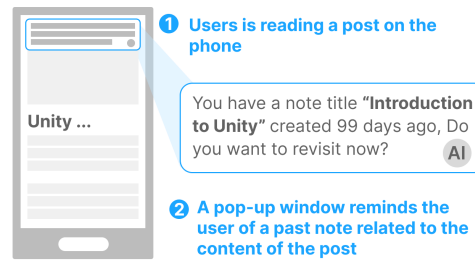 1 Users is reading a post on the
phone
You have a note title “Introduction
to Unity” created 99 days ago, Do
you want to revisit now?
AI
Unity ...
2 A pop-up window reminds the
user of a past note related to the
content of the post